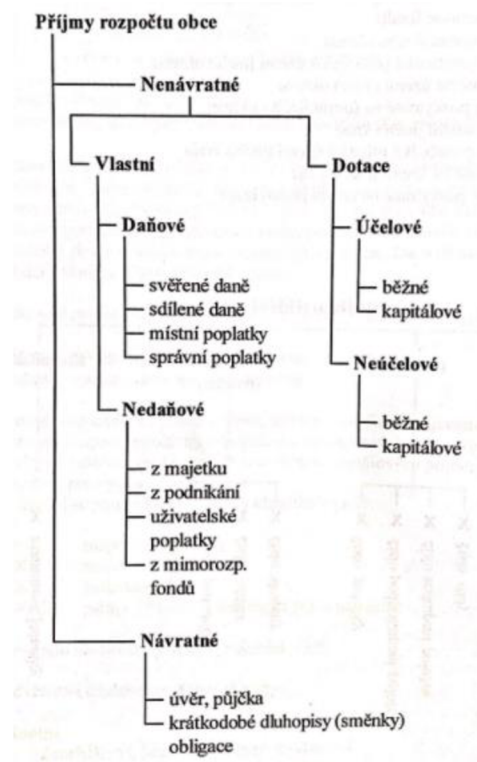 Příjmy rozpočtu obce
Nenávratné
Vlastní
Dotace
Daňové
svěřené daně
sdílené daně
místní poplatky
správní poplatky
Nedaňové
z majetku
z podnikání
uživatelské
poplatky
z mimorozp.
fondů
Účelové
běžné
kapitálové
Neúčelové
běžné
kapitálové
Návratné
úvěr, půjčka
krátkodobé dluhopisy (směnky)
obligace